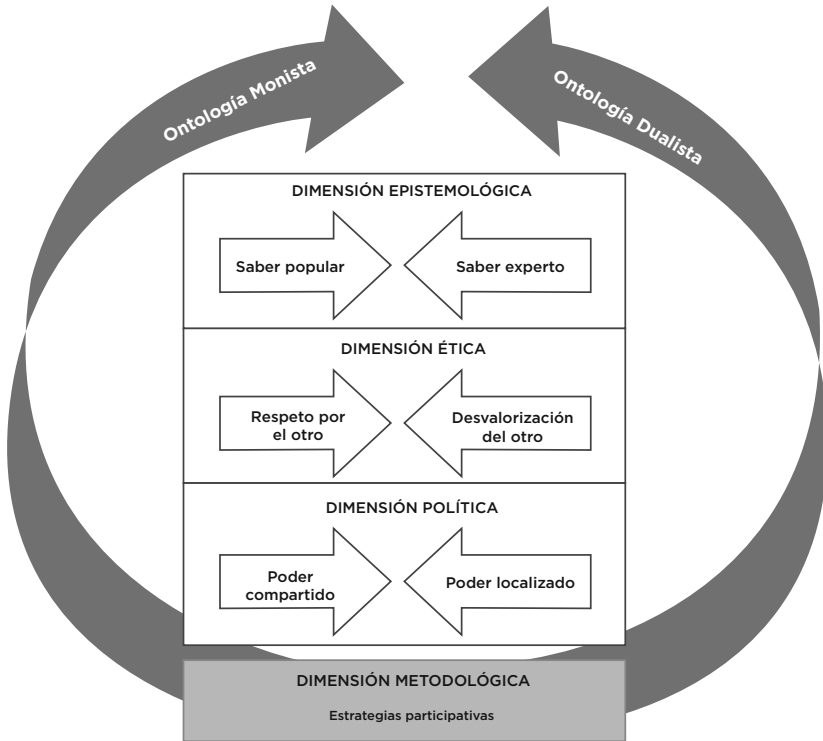 Ontología Monista
Ontología Dualista
DIMENSIÓN EPISTEMOLÓGICA
Saber popular
Saber experto
DIMENSIÓN ÉTICA
Respeto por
el otro
Desvalorización
del otro
DIMENSIÓN POLÍTICA
Poder
compartido
Poder localizado
DIMENSIÓN METODOLÓGICA
Estrategias participativas